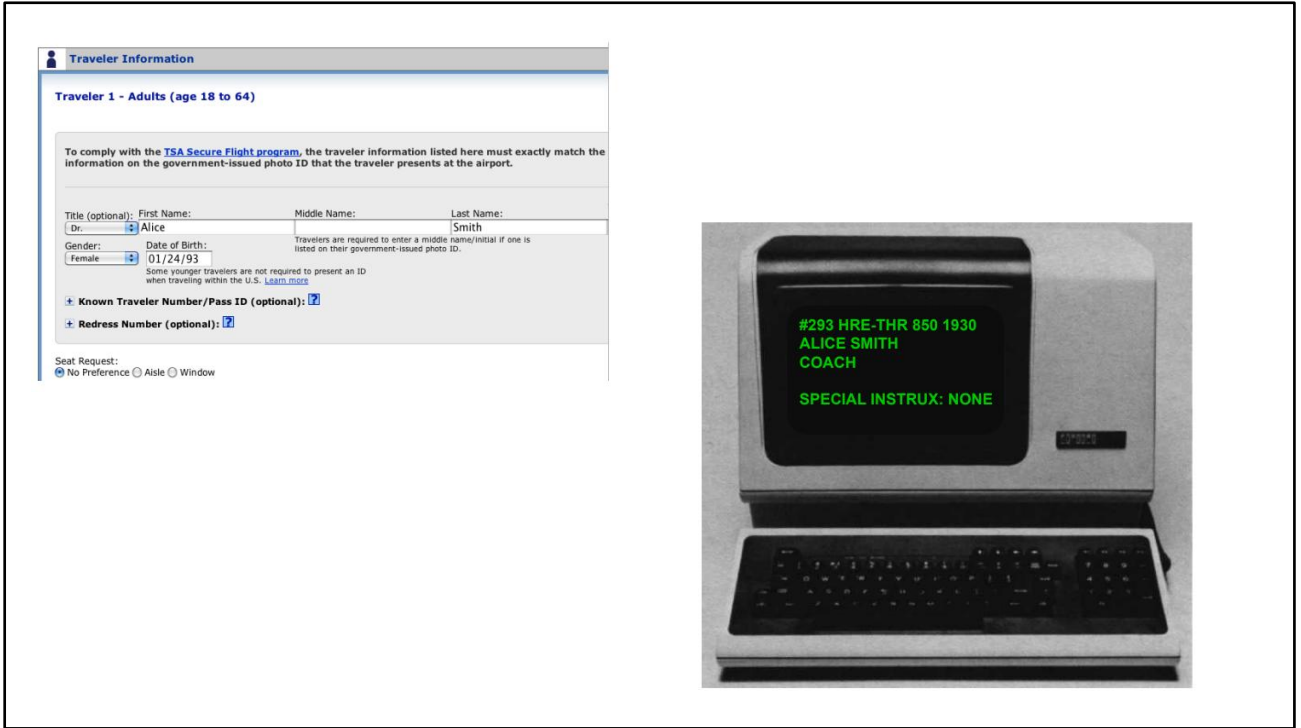 Traveler Information
Traveler 1 - Adults (age 18 to 64)
To comply with the TSA Secure Flight program, the traveler information listed here must exactly match the
information on the government-issued photo ID that the traveler presents at the airport.
Title (optional): First Name: Middle Name: Last Name:
Dr. Alice Smith
Gender: Date of Birth: Travelers are required to enter a middle name/initial if one is
listed on their government-issued photo ID.
Female 01/24/93
Some younger travelers are not required to present an ID
when traveling within the U.S. Learn more
+ Known Traveler Number/Pass ID (optional): ?
+ Redress Number (optional): ?
Seat Request:
No Preference Aisle Window
#293 HRE-THR 850 1930
ALICE SMITH
COACH
SPECIAL INSTRUX: NONE